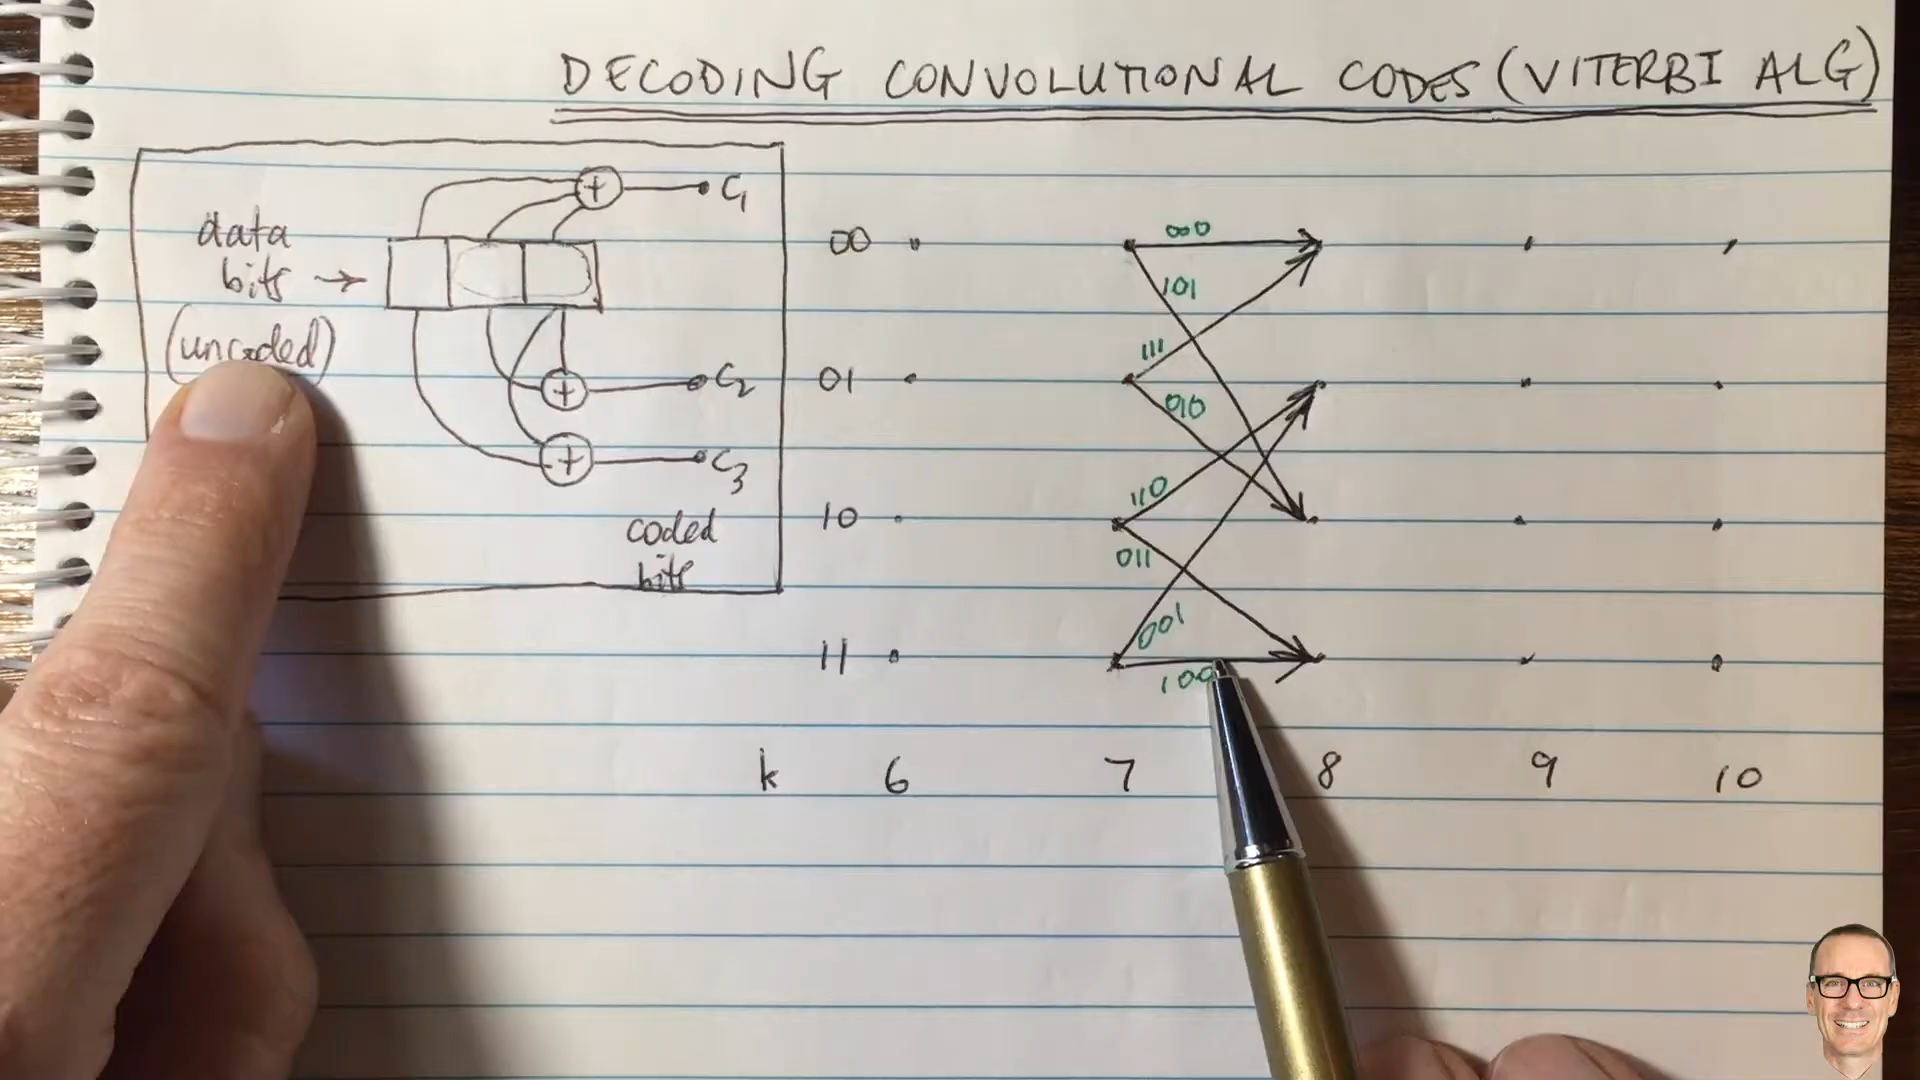 DECODING CONVOLUTIONAL CODES (VITERBI ALG)
data
bits →
(uncoded)
+
C1
+
C2
+
C3
coded
bits
00
01
10
11
000
101
111
010
110
011
001
100
k 6 7 8 9 10